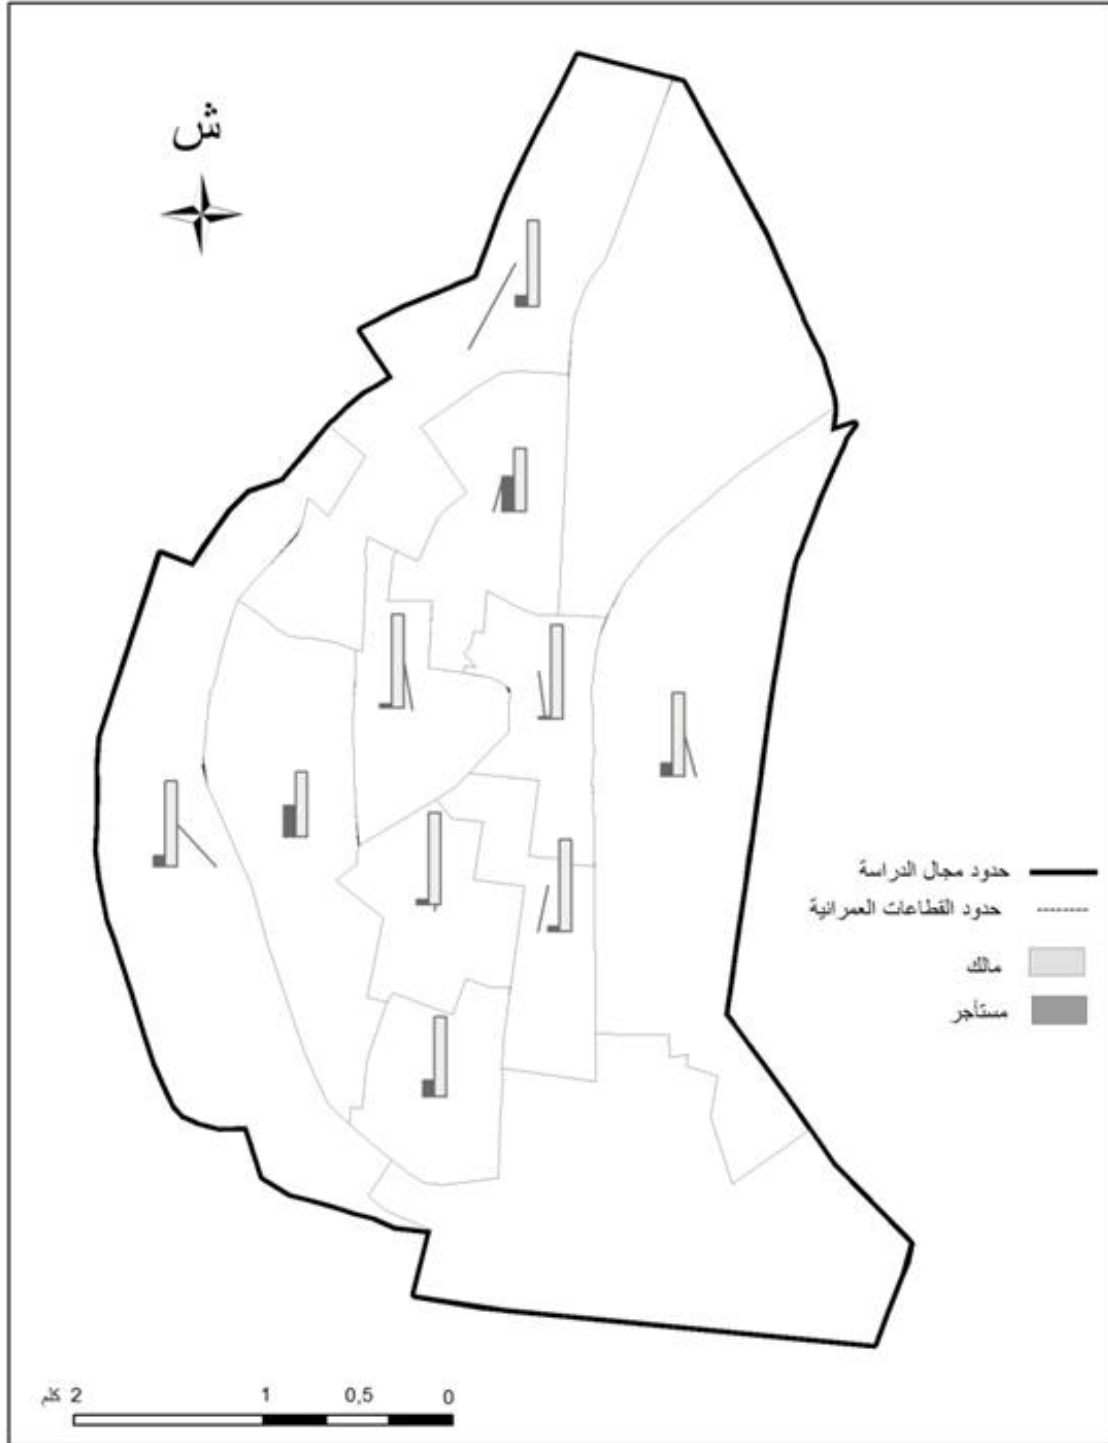 ش
حدود مجال الدراسة
حدود القطاعات العمرانية
مالك
مستأجر
0 0,5 1 2 كلم